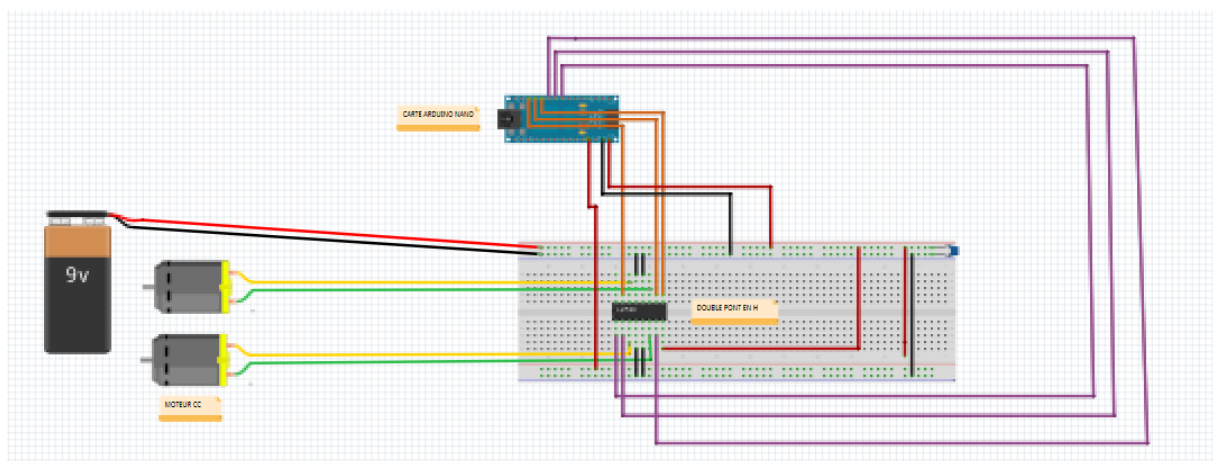 CARTE ARDUINO NANO
9v
DOUBLE PONT EN H
MOTEUR CC